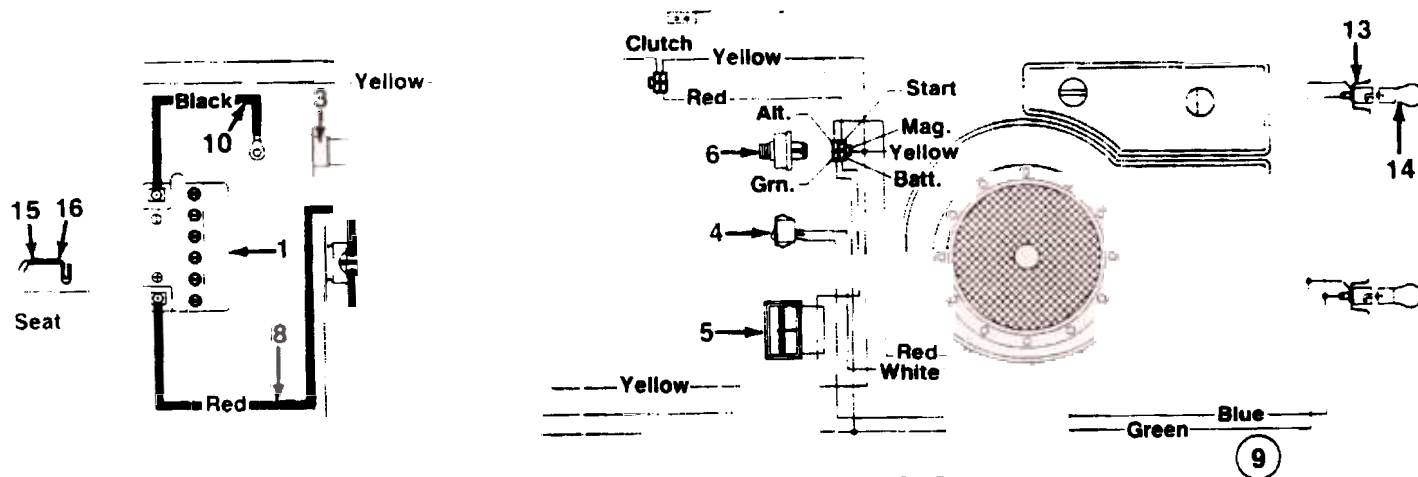 Clutch
Yellow
Red
Yellow
Black
3
10
Start
Alt.
Mag.
6
Yellow
Grn.
Batt.
13
14
15 16
1
4
Seat
8
5
Red
White
Red
Yellow
Blue
Green
9